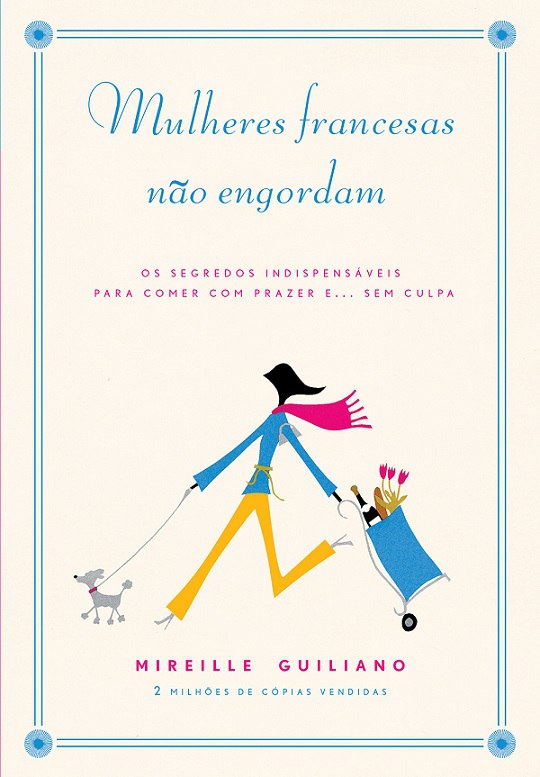 Mulheres francesas
não engordam
OS SEGREDOS INDISPENSÁVEIS
PARA COMER COM PRAZER E... SEM CULPA
MIREILLE GUILIANO
2 MILHÕES DE CÓPIAS VENDIDAS